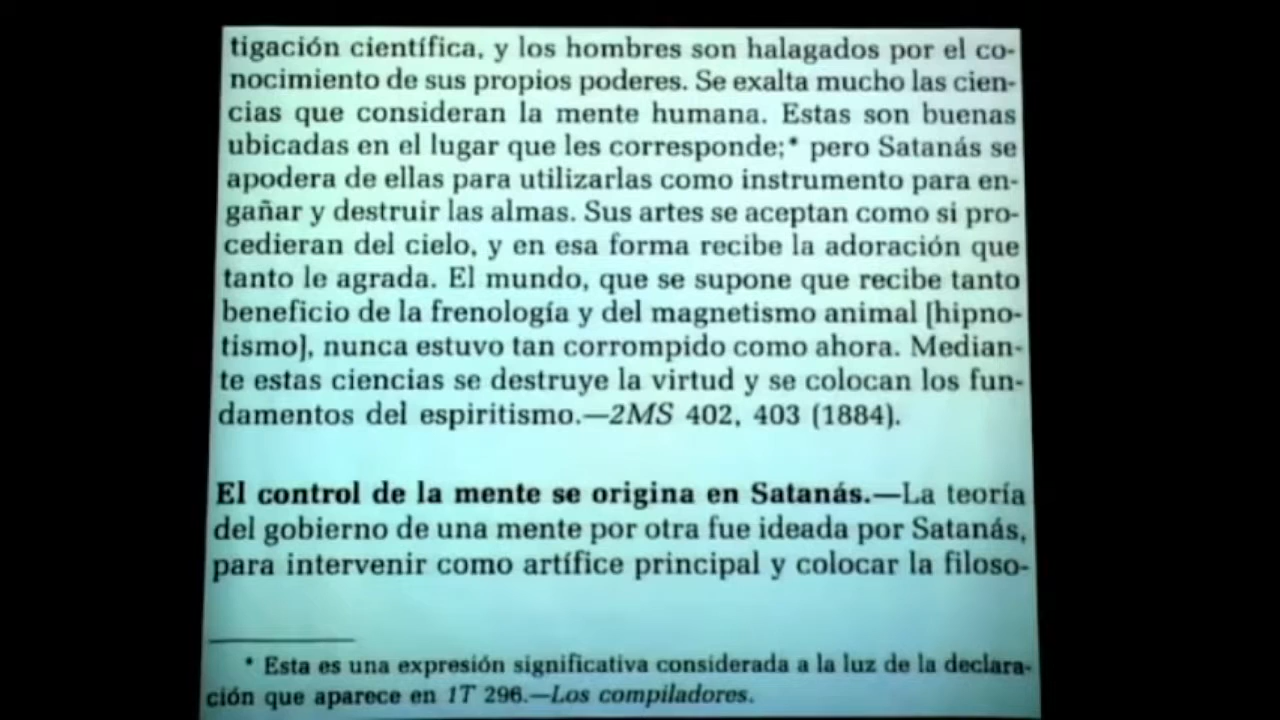 tigación científica, y los hombres son halagados por el co-
nocimiento de sus propios poderes. Se exalta mucho las cien-
cias que consideran la mente humana. Estas son buenas
ubicadas en el lugar que les corresponde;* pero Satanás se
apodera de ellas para utilizarlas como instrumento para en-
gañar y destruir las almas. Sus artes se aceptan como si pro-
cedieran del cielo, y en esa forma recibe la adoración que
tanto le agrada. El mundo, que se supone que recibe tanto
beneficio de la frenología y del magnetismo animal [hipno-
tismo], nunca estuvo tan corrompido como ahora. Median-
te estas ciencias se destruye la virtud y se colocan los fun-
damentos del espiritismo.—2MS 402, 403 (1884).
El control de la mente se origina en Satanás.—La teoría
del gobierno de una mente por otra fue ideada por Satanás,
para intervenir como artífice principal y colocar la filoso-
* Esta es una expresión significativa considerada a la luz de la declara-
ción que aparece en 1T 296.—Los compiladores.